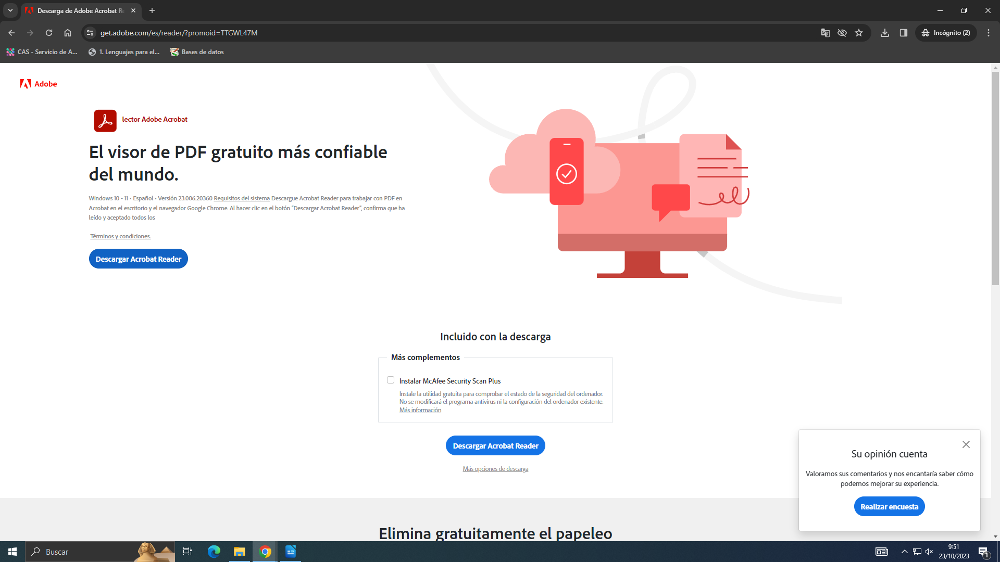 Descarga de Adobe Acrobat R
get.adobe.com/es/reader/?promoid=TTGWL47M
Incógnito (2)
CAS - Servicio de A...
1. Lenguajes para el...
Bases de datos
Adobe
lector Adobe Acrobat
El visor de PDF gratuito más confiable
del mundo.
Windows 10 - 11 • Español • Versión 23.006.20360 Requisitos del sistema Descargue Acrobat Reader para trabajar con PDF en
Acrobat en el escritorio y el navegador Google Chrome. Al hacer clic en el botón “Descargar Acrobat Reader”, confirma que ha
leído y aceptado todos los
Términos y condiciones.
Descargar Acrobat Reader
Incluido con la descarga
Más complementos
Instalar McAfee Security Scan Plus
Instale la utilidad gratuita para comprobar el estado de la seguridad del ordenador.
No se modificará el programa antivirus ni la configuración del ordenador existente.
Más información
Descargar Acrobat Reader
Más opciones de descarga
Su opinión cuenta
Valoramos sus comentarios y nos encantaría saber cómo
podemos mejorar su experiencia.
Realizar encuesta
Elimina gratuitamente el papeleo
Buscar
9:51
23/10/2023
1